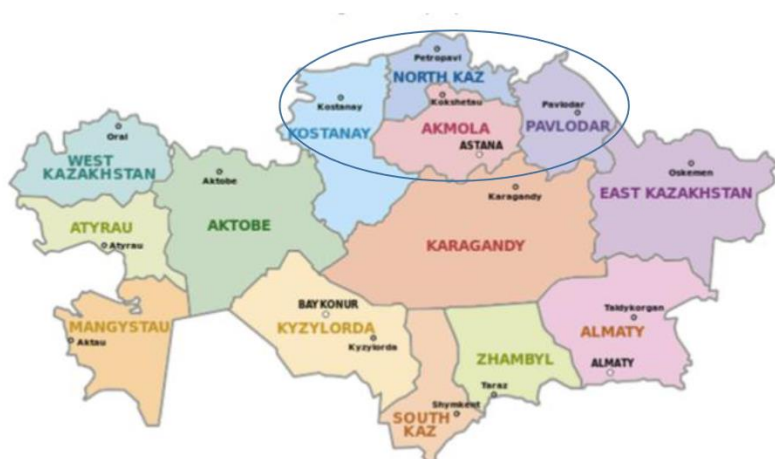 Petropavl
NORTH KAZ
Kostanay
KOSTANAY
Kokshetau
AKMOLA
ASTANA
Pavlodar
PAVLODAR
Oral
WEST
KAZAKHSTAN
Aktobe
AKTOBE
ATYRAU
Atyrau
Karagandy
KARAGANDY
Oskemen
EAST KAZAKHSTAN
MANGYSTAU
Aktau
BAYKONUR
KYZYLORDA
Kyzylorda
Taldykorgan
ALMATY
ALMATY
ZHAMBYL
Taraz
Shymkent
SOUTH
KAZ